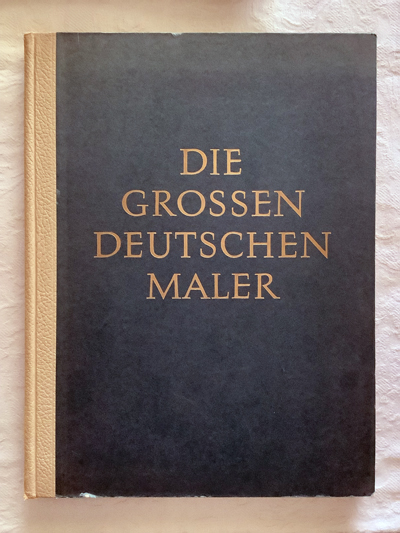 DIE
GROSSEN
DEUTSCHEN
MALER